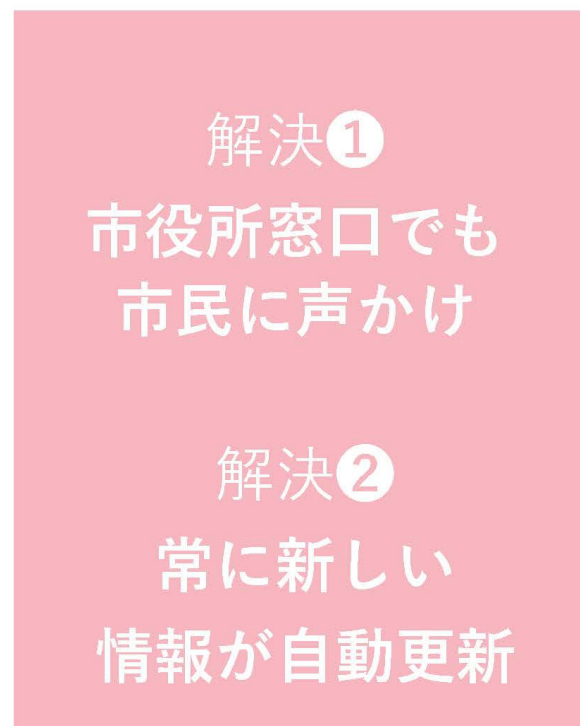 解決❶
市役所窓口でも
市民に声かけ
解決❷
常に新しい
情報が自動更新